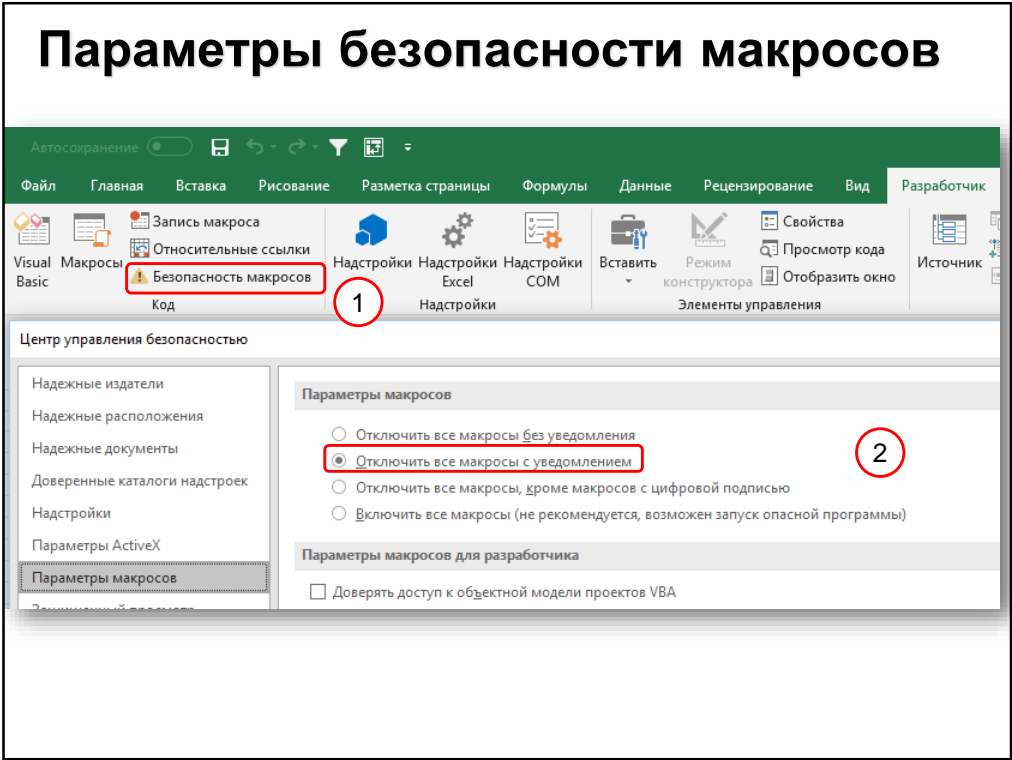 Параметры безопасности макросов
Автосохранение
Файл Главная Вставка Рисование Разметка страницы Формулы Данные Рецензирование Вид Разработчик
Visual Basic
Макросы
Запись макроса
Относительные ссылки
Безопасность макросов
Код
1
Надстройки
Надстройки Excel
Надстройки COM
Надстройки
Вставить
Режим конструктора
Свойства
Просмотр кода
Отобразить окно
Элементы управления
Источник
Центр управления безопасностью
Надежные издатели
Надежные расположения
Надежные документы
Доверенные каталоги надстроек
Надстройки
Параметры ActiveX
Параметры макросов
Параметры макросов
Отключить все макросы без уведомления
Отключить все макросы с уведомлением
2
Отключить все макросы, кроме макросов с цифровой подписью
Включить все макросы (не рекомендуется, возможен запуск опасной программы)
Параметры макросов для разработчика
Доверять доступ к объектной модели проектов VBA